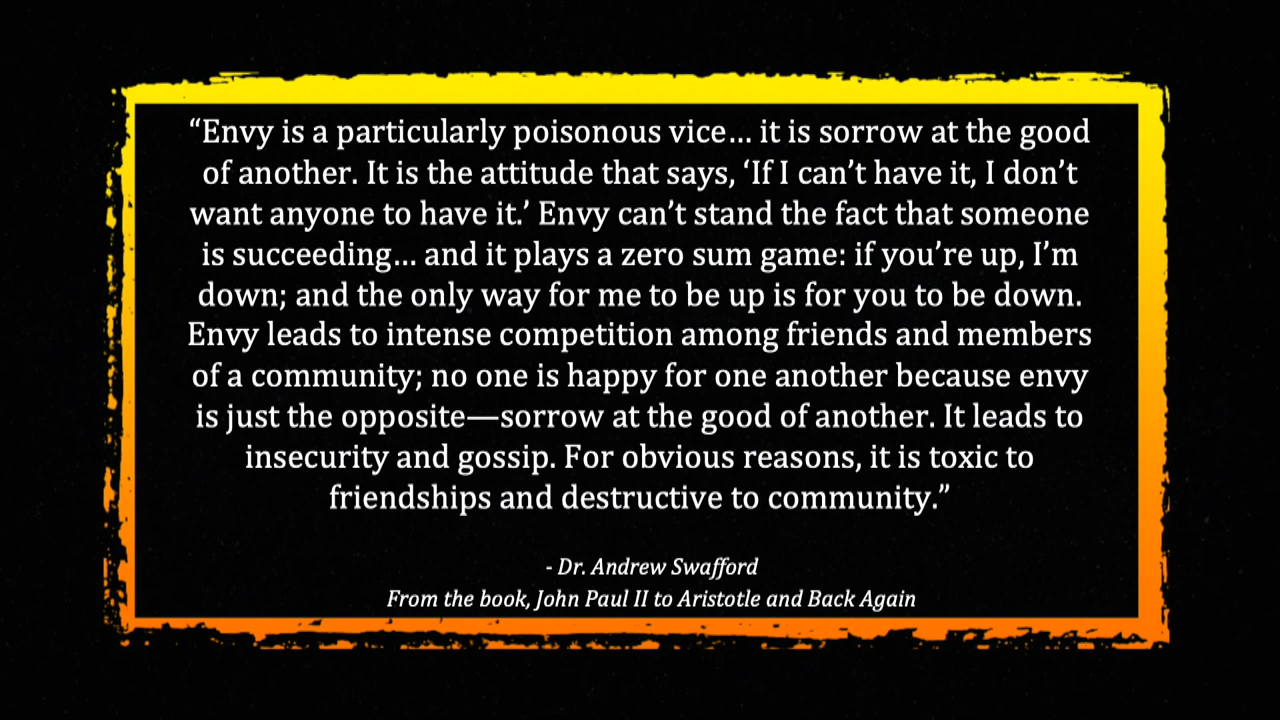 “Envy is a particularly poisonous vice… it is sorrow at the good
of another. It is the attitude that says, ‘If I can’t have it, I don’t
want anyone to have it.’ Envy can’t stand the fact that someone
is succeeding… and it plays a zero sum game: if you’re up, I’m
down; and the only way for me to be up is for you to be down.
Envy leads to intense competition among friends and members
of a community; no one is happy for one another because envy
is just the opposite—sorrow at the good of another. It leads to
insecurity and gossip. For obvious reasons, it is toxic to
friendships and destructive to community.”
- Dr. Andrew Swafford
From the book, John Paul II to Aristotle and Back Again